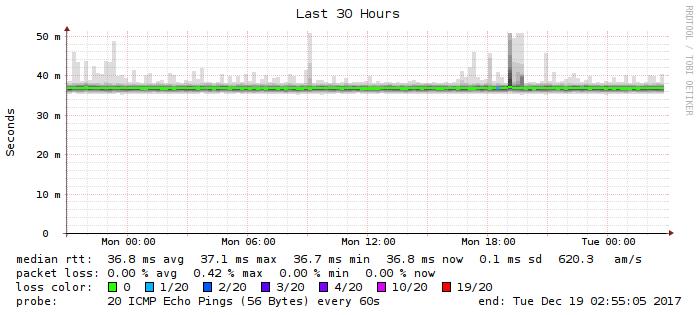 Last 30 Hours
RRDTOOL / TOBI OETIKER
Seconds
50 m
40 m
30 m
20 m
10 m
0
Mon 00:00 Mon 06:00 Mon 12:00 Mon 18:00 Tue 00:00
median rtt: 36.8 ms avg 37.1 ms max 36.7 ms min 36.8 ms now 0.1 ms sd 620.3 am/s
packet loss: 0.00 % avg 0.42 % max 0.00 % min 0.00 % now
loss color: 0 1/20 2/20 3/20 4/20 10/20 19/20
probe: 20 ICMP Echo Pings (56 Bytes) every 60s end: Tue Dec 19 02:55:05 2017